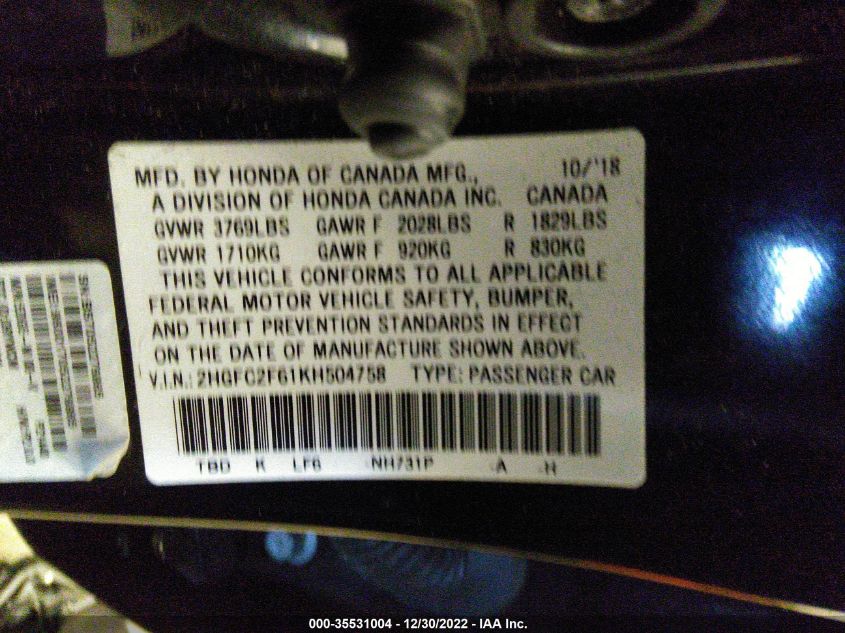 MFD. BY HONDA OF CANADA MFG., 10/'18
A DIVISION OF HONDA CANADA INC. CANADA
GVWR 3769LBS GAWR F 2028LBS R 1829LBS
GVWR 1710KG GAWR F 920KG R 830KG
THIS VEHICLE CONFORMS TO ALL APPLICABLE
FEDERAL MOTOR VEHICLE SAFETY, BUMPER,
AND THEFT PREVENTION STANDARDS IN EFFECT
ON THE DATE OF MANUFACTURE SHOWN ABOVE.
V.I.N.: 2HGFC2F61KH504758 TYPE: PASSENGER CAR
TBD K LF6 -NH731P -A -H
000-35531004 - 12/30/2022 - IAA Inc.